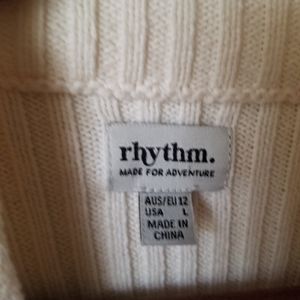 rhythm.
MADE FOR ADVENTURE
AUS/EU 12
USA L
MADE IN
CHINA